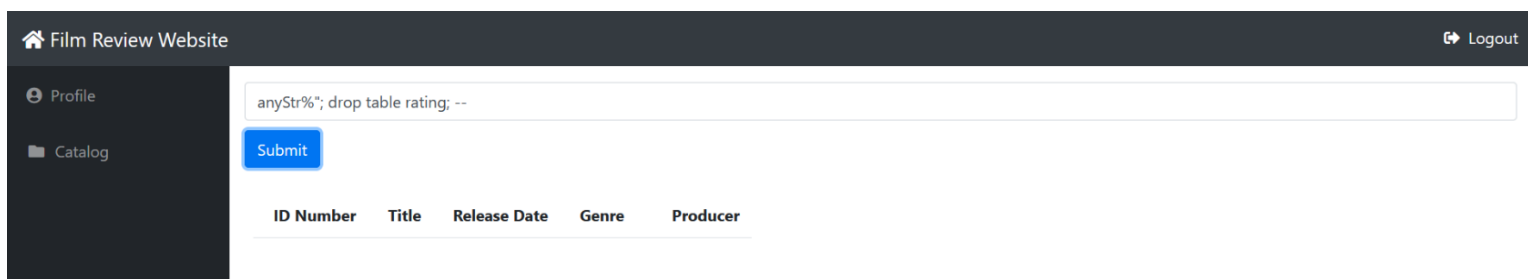 Film Review Website
Logout
Profile
anyStr%"; drop table rating; --
Catalog
Submit
ID Number Title Release Date Genre Producer